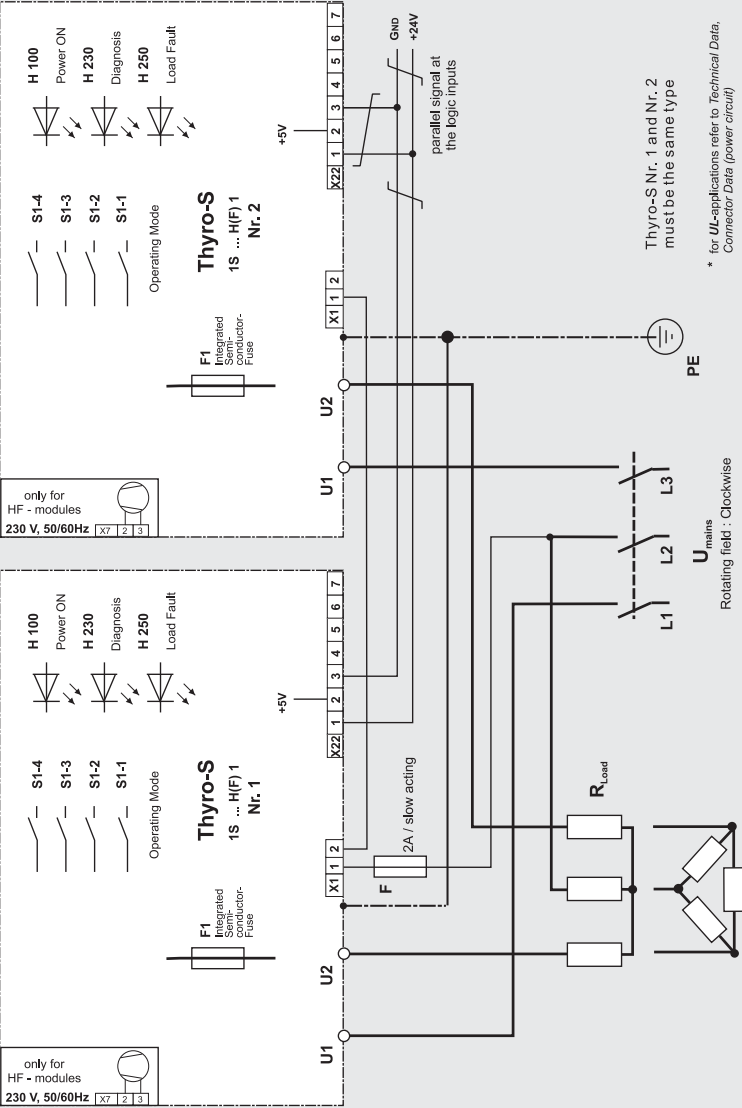 only for
HF - modules
230 V, 50/60Hz
X7 2 3
F1
Integrated
Semi-
conductor-
Fuse
S1-4
S1-3
S1-2
S1-1
Operating Mode
H 100
Power ON
H 230
Diagnosis
H 250
Load Fault
Thyro-S
1S ... H(F) 1
Nr. 1
+5V
U1
U2
X1 1 2
X22 1 2 3 4 5 6 7
only for
HF - modules
230 V, 50/60Hz
X7 2 3
F1
Integrated
Semi-
conductor-
Fuse
S1-4
S1-3
S1-2
S1-1
Operating Mode
H 100
Power ON
H 230
Diagnosis
H 250
Load Fault
Thyro-S
1S ... H(F) 1
Nr. 2
+5V
U1
U2
X1 1 2
X22 1 2 3 4 5 6 7
F
2A / slow acting
GND
+24V
parallel signal at
the logic inputs
RLoad
PE
L1
L2
L3
Umains
Rotating field : Clockwise
Thyro-S Nr. 1 and Nr. 2
must be the same type
* for UL-applications refer to Technical Data,
Connector Data (power circuit)